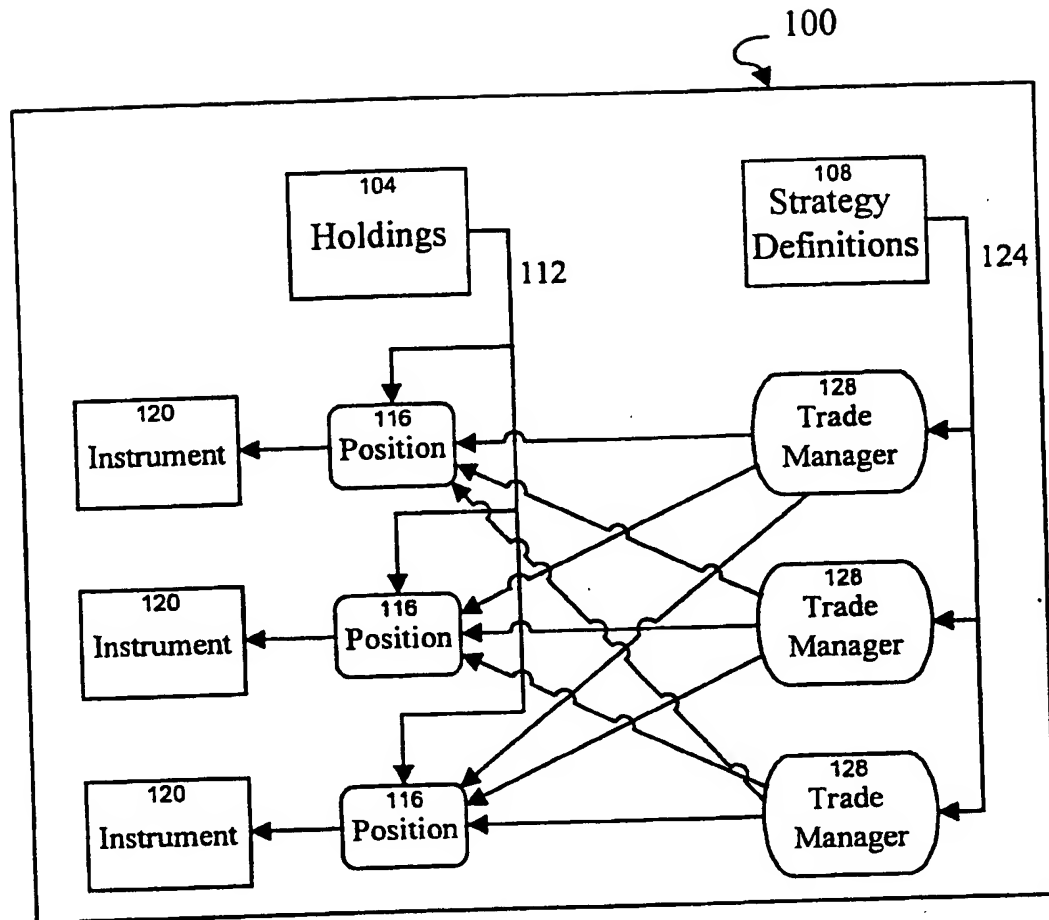 100
104
Holdings
108
Strategy
Definitions
112
124
120
Instrument
116
Position
128
Trade
Manager
120
Instrument
116
Position
128
Trade
Manager
120
Instrument
116
Position
128
Trade
Manager